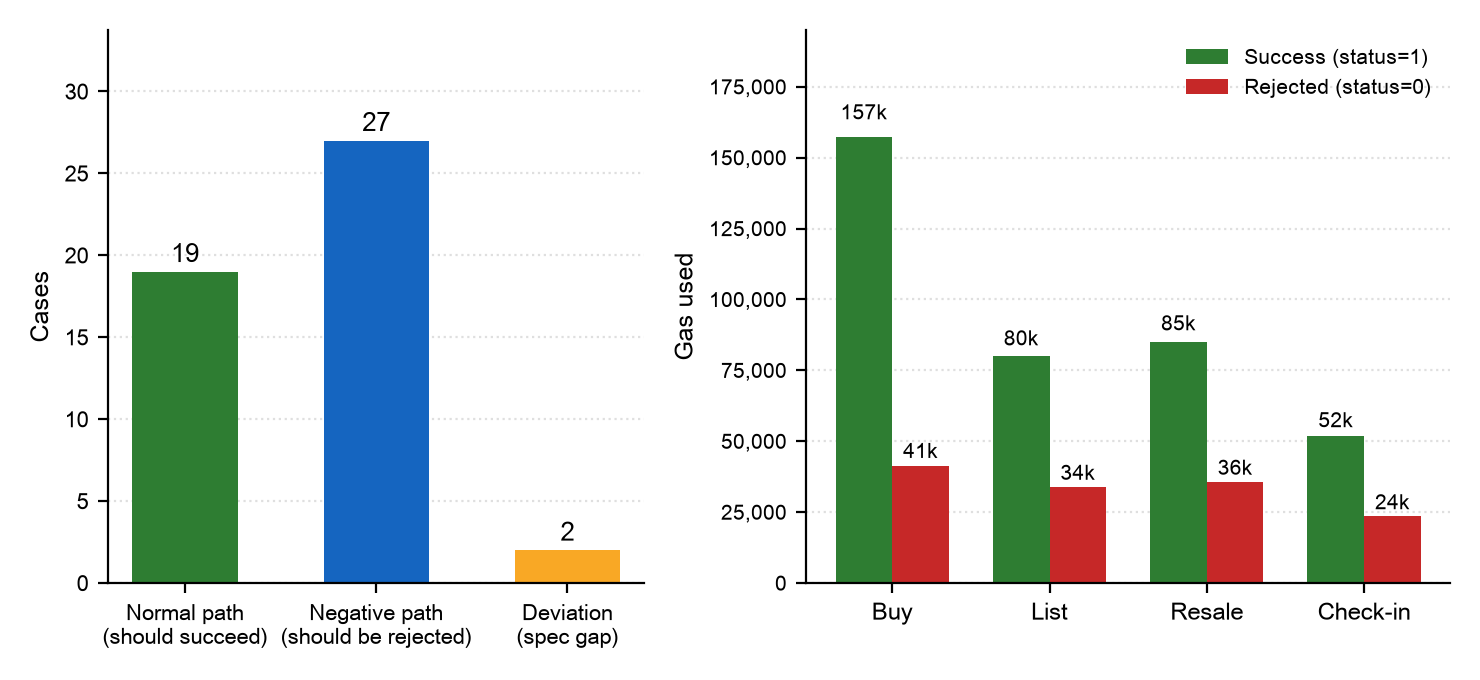 30
25
20
15
10
5
0
Cases
19
27
2
Normal path
(should succeed)
Negative path
(should be rejected)
Deviation
(spec gap)
175,000
150,000
125,000
100,000
75,000
50,000
25,000
0
Gas used
Success (status=1)
Rejected (status=0)
157k
41k
80k
34k
85k
36k
52k
24k
Buy
List
Resale
Check-in